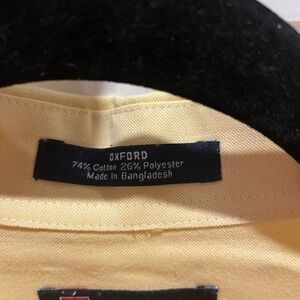 OXFORD
74% Cotton 26% Polyester
Made In Bangladesh